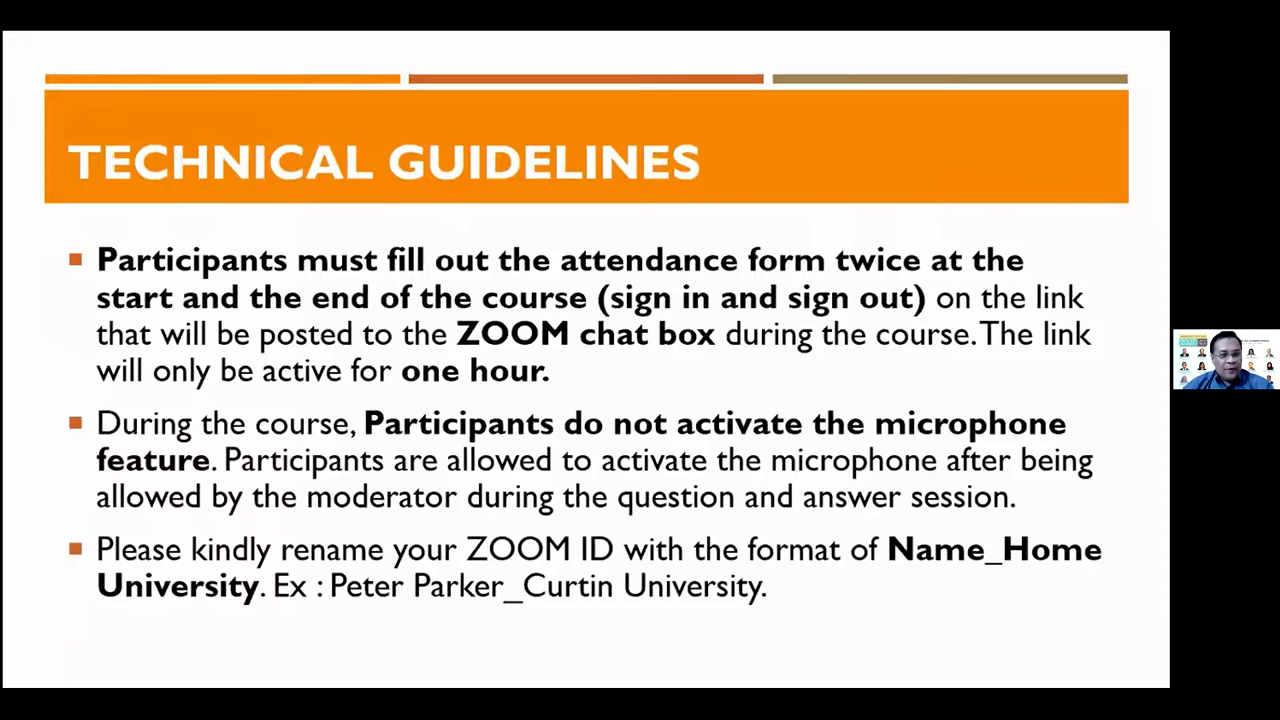 TECHNICAL GUIDELINES
Participants must fill out the attendance form twice at the
start and the end of the course (sign in and sign out) on the link
that will be posted to the ZOOM chat box during the course. The link
will only be active for one hour.
During the course, Participants do not activate the microphone
feature. Participants are allowed to activate the microphone after being
allowed by the moderator during the question and answer session.
Please kindly rename your ZOOM ID with the format of Name_Home
University. Ex : Peter Parker_Curtin University.